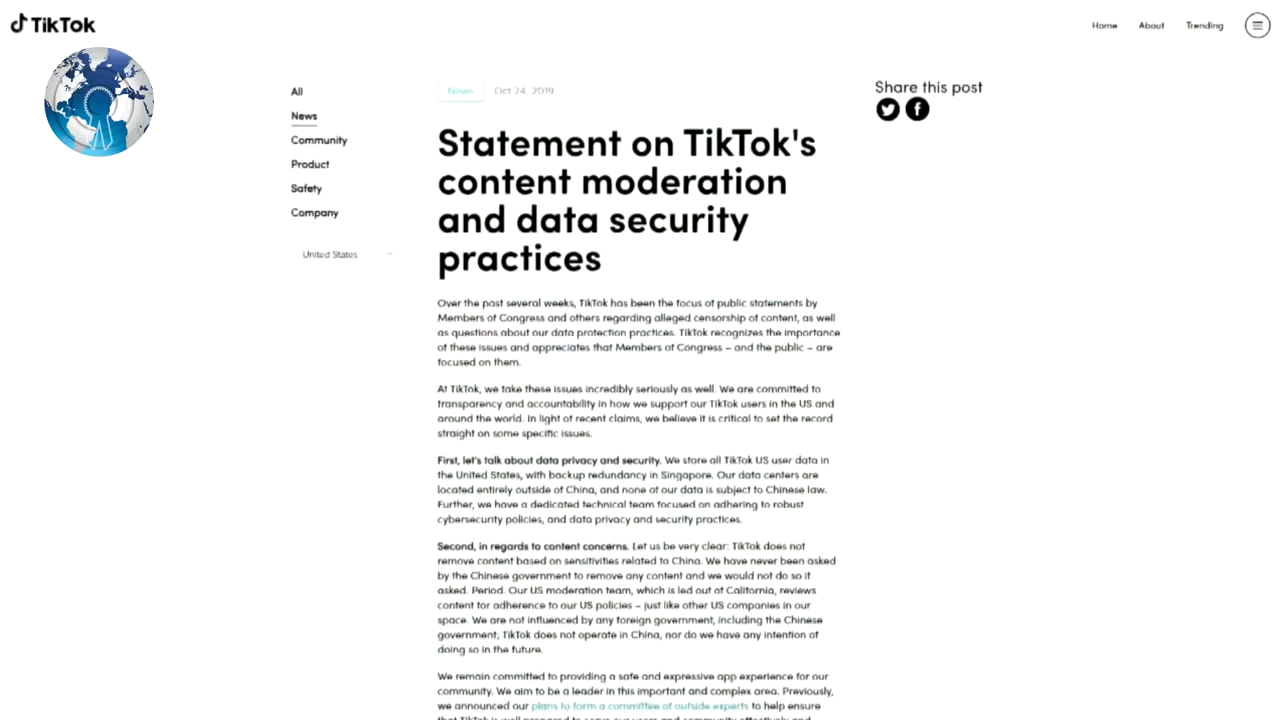 TikTok
Home About Trending
All
News
Community
Product
Safety
Company
United States
News Oct 24, 2019
Statement on TikTok's
content moderation
and data security
practices
Over the past several weeks, TikTok has been the focus of public statements by
Members of Congress and others regarding alleged censorship of content, as well
as questions about our data protection practices. TikTok recognizes the importance
of these issues and appreciates that Members of Congress – and the public – are
focused on them.
At TikTok, we take these issues incredibly seriously as well. We are committed to
transparency and accountability in how we support our TikTok users in the US and
around the world. In light of recent claims, we believe it is critical to set the record
straight on some specific issues.
First, let's talk about data privacy and security. We store all TikTok US user data in
the United States, with backup redundancy in Singapore. Our data centers are
located entirely outside of China, and none of our data is subject to Chinese law.
Further, we have a dedicated technical team focused on adhering to robust
cybersecurity policies, and data privacy and security practices.
Second, in regards to content concerns. Let us be very clear: TikTok does not
remove content based on sensitivities related to China. We have never been asked
by the Chinese government to remove any content and we would not do so if
asked. Period. Our US moderation team, which is led out of California, reviews
content for adherence to our US policies – just like other US companies in our
space. We are not influenced by any foreign government, including the Chinese
government; TikTok does not operate in China, nor do we have any intention of
doing so in the future.
We remain committed to providing a safe and expressive app experience for our
community. We aim to be a leader in this important and complex area. Previously,
we announced our plans to form a committee of outside experts to help ensure
that TikTok is well prepared to serve our users and community effectively and
Share this post